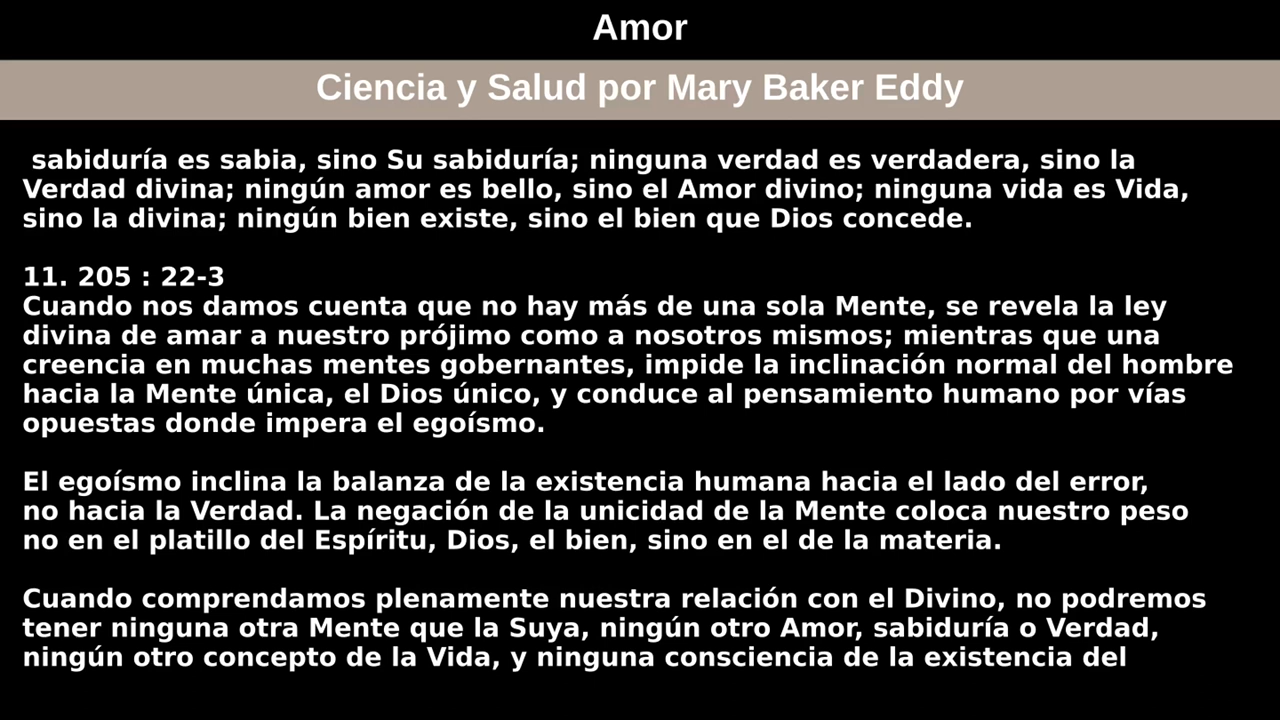 Amor
Ciencia y Salud por Mary Baker Eddy
sabiduría es sabia, sino Su sabiduría; ninguna verdad es verdadera, sino la
Verdad divina; ningún amor es bello, sino el Amor divino; ninguna vida es Vida,
sino la divina; ningún bien existe, sino el bien que Dios concede.
11. 205 : 22-3
Cuando nos damos cuenta que no hay más de una sola Mente, se revela la ley
divina de amar a nuestro prójimo como a nosotros mismos; mientras que una
creencia en muchas mentes gobernantes, impide la inclinación normal del hombre
hacia la Mente única, el Dios único, y conduce al pensamiento humano por vías
opuestas donde impera el egoísmo.
El egoísmo inclina la balanza de la existencia humana hacia el lado del error,
no hacia la Verdad. La negación de la unicidad de la Mente coloca nuestro peso
no en el platillo del Espíritu, Dios, el bien, sino en el de la materia.
Cuando comprendamos plenamente nuestra relación con el Divino, no podremos
tener ninguna otra Mente que la Suya, ningún otro Amor, sabiduría o Verdad,
ningún otro concepto de la Vida, y ninguna consciencia de la existencia del